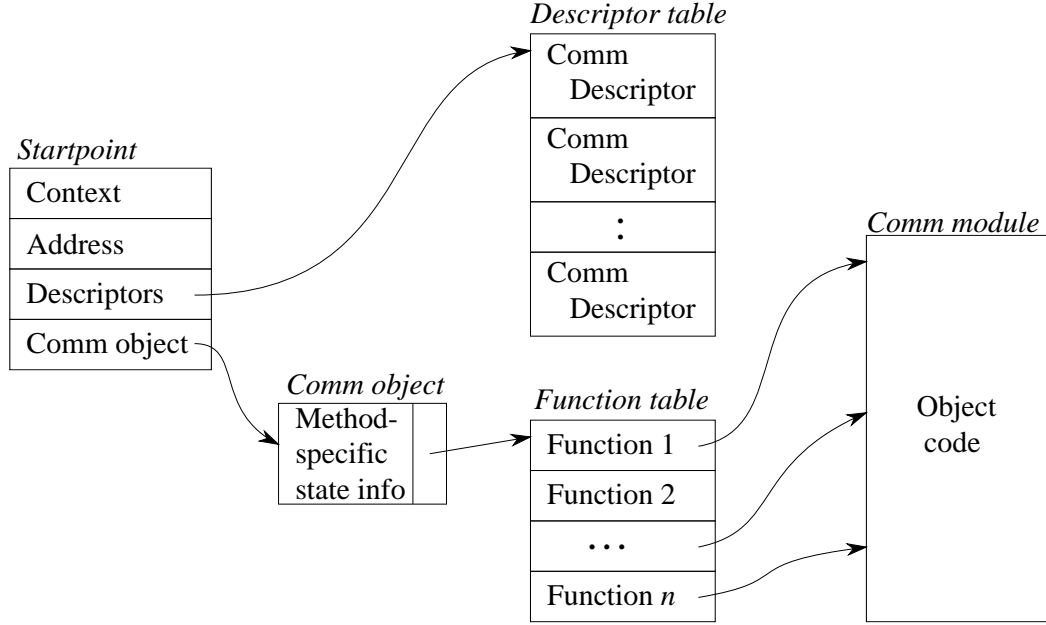 Descriptor table
Comm
Descriptor
Comm
Descriptor
:
Comm
Descriptor
Startpoint
Context
Address
Descriptors
Comm object
Comm object
Method-
specific
state info
Function table
Function 1
Function 2
...
Function n
Comm module
Object
code